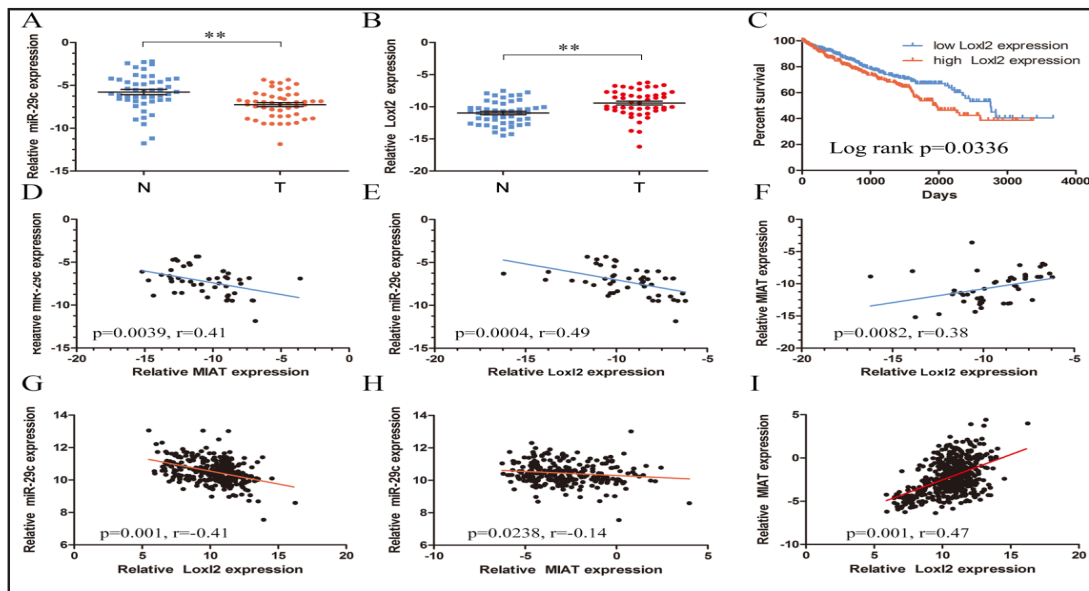 A
Relative miR-29c expression
0
-5
-10
-15
**
N
T
B
Relative Loxl2 expression
0
-5
-10
-15
-20
**
N
T
C
Percent survival
100
80
60
40
20
0
low Loxl2 expression
high Loxl2 expression
Log rank p=0.0336
0 1000 2000 3000 4000
Days
D
Relative miR-29c expression
0
-5
-10
-15
p=0.0039, r=0.41
-20 -15 -10 -5 0
Relative MIAT expression
E
Relative miR-29c expression
0
-5
-10
-15
p=0.0004, r=0.49
-20 -15 -10 -5
Relative Loxl2 expression
F
Relative MIAT expression
0
-5
-10
-15
-20
p=0.0082, r=0.38
-20 -15 -10 -5
Relative Loxl2 expression
G
Relative miR-29c expression
14
12
10
8
6
p=0.001, r=-0.41
0 5 10 15 20
Relative Loxl2 expression
H
Relative miR-29c expression
14
12
10
8
6
p=0.0238, r=-0.14
-10 -5 0 5
Relative MIAT expression
I
Relative MIAT expression
5
0
-5
-10
p=0.001, r=0.47
0 5 10 15 20
Relative Loxl2 expression